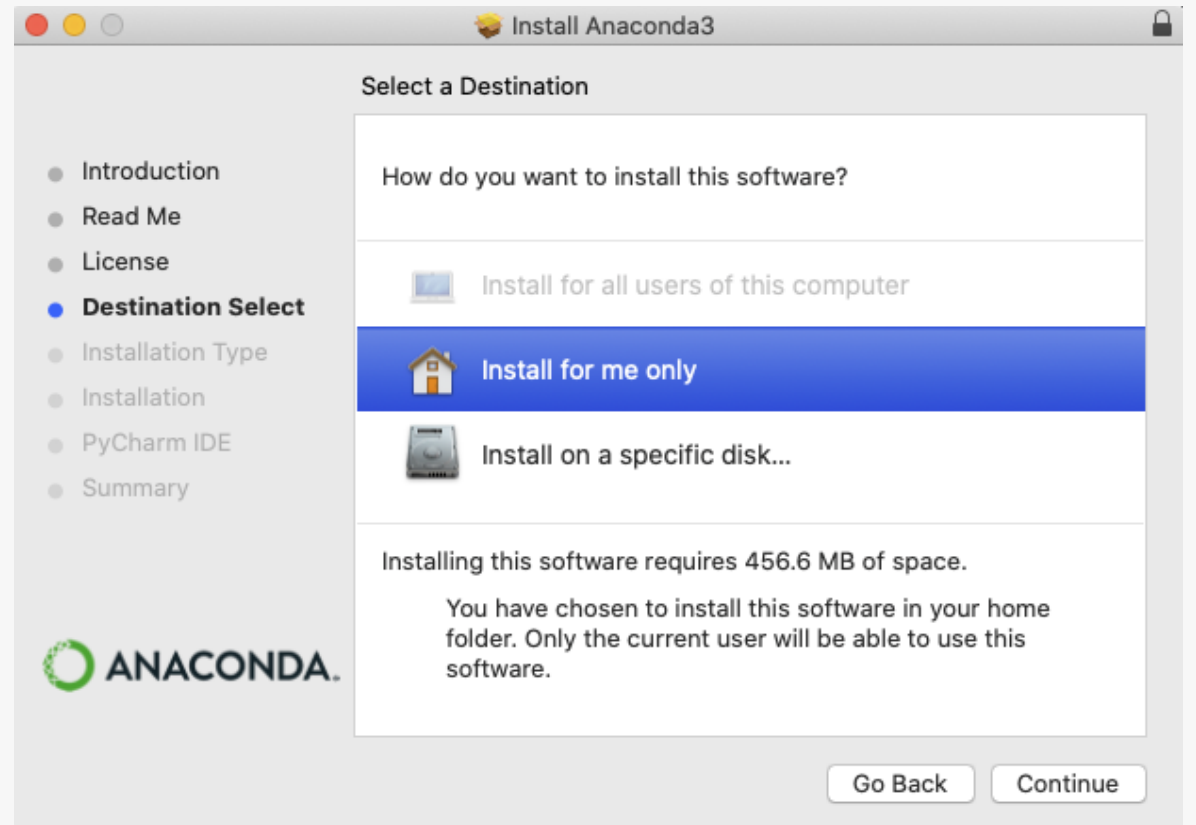 Install Anaconda3
Select a Destination
Introduction
Read Me
License
Destination Select
Installation Type
Installation
PyCharm IDE
Summary
ANACONDA.
How do you want to install this software?
Install for all users of this computer
Install for me only
Install on a specific disk...
Installing this software requires 456.6 MB of space.
You have chosen to install this software in your home
folder. Only the current user will be able to use this
software.
Go Back
Continue